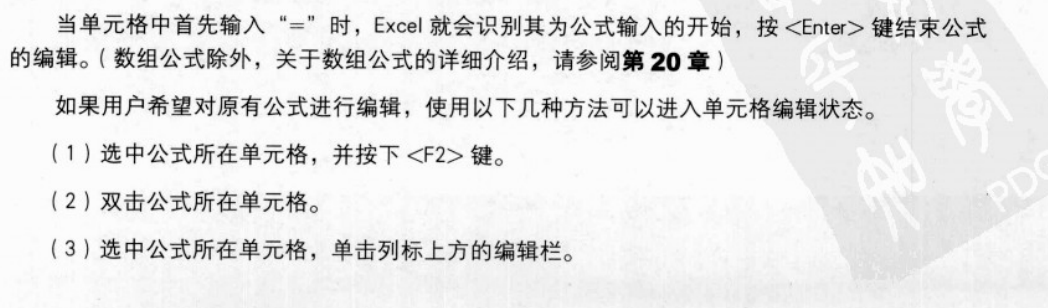 当单元格中首先输入“=”时，Excel 就会识别其为公式输入的开始，按 <Enter> 键结束公式
的编辑。（数组公式除外，关于数组公式的详细介绍，请参阅第 20 章）
如果用户希望对原有公式进行编辑，使用以下几种方法可以进入单元格编辑状态。
（1）选中公式所在单元格，并按下 <F2> 键。
（2）双击公式所在单元格。
（3）选中公式所在单元格，单击列标上方的编辑栏。
PDC